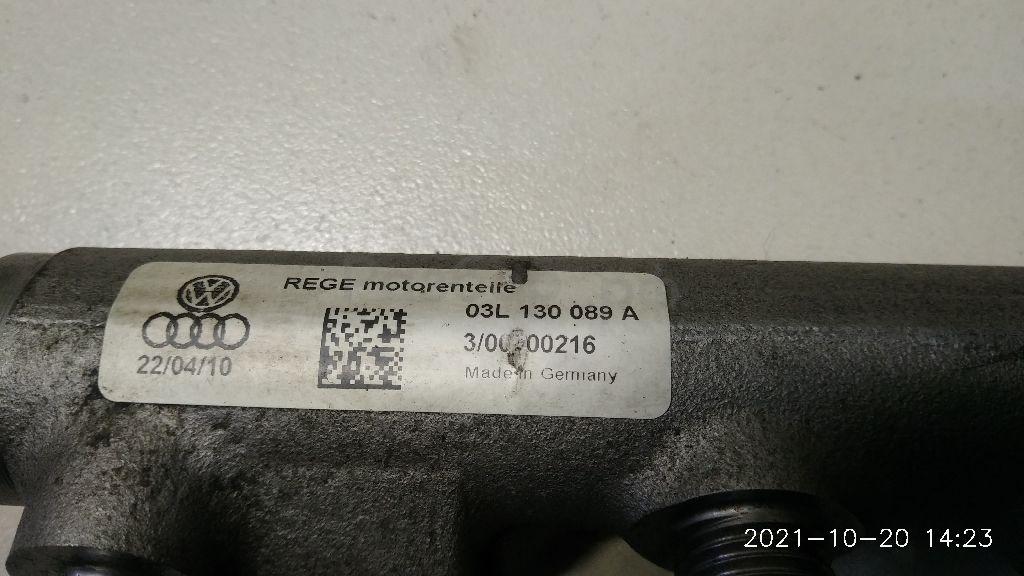 REGE motorenteile
03L 130 089 A
22/04/10
Made in Germany
2021-10-20 14:23